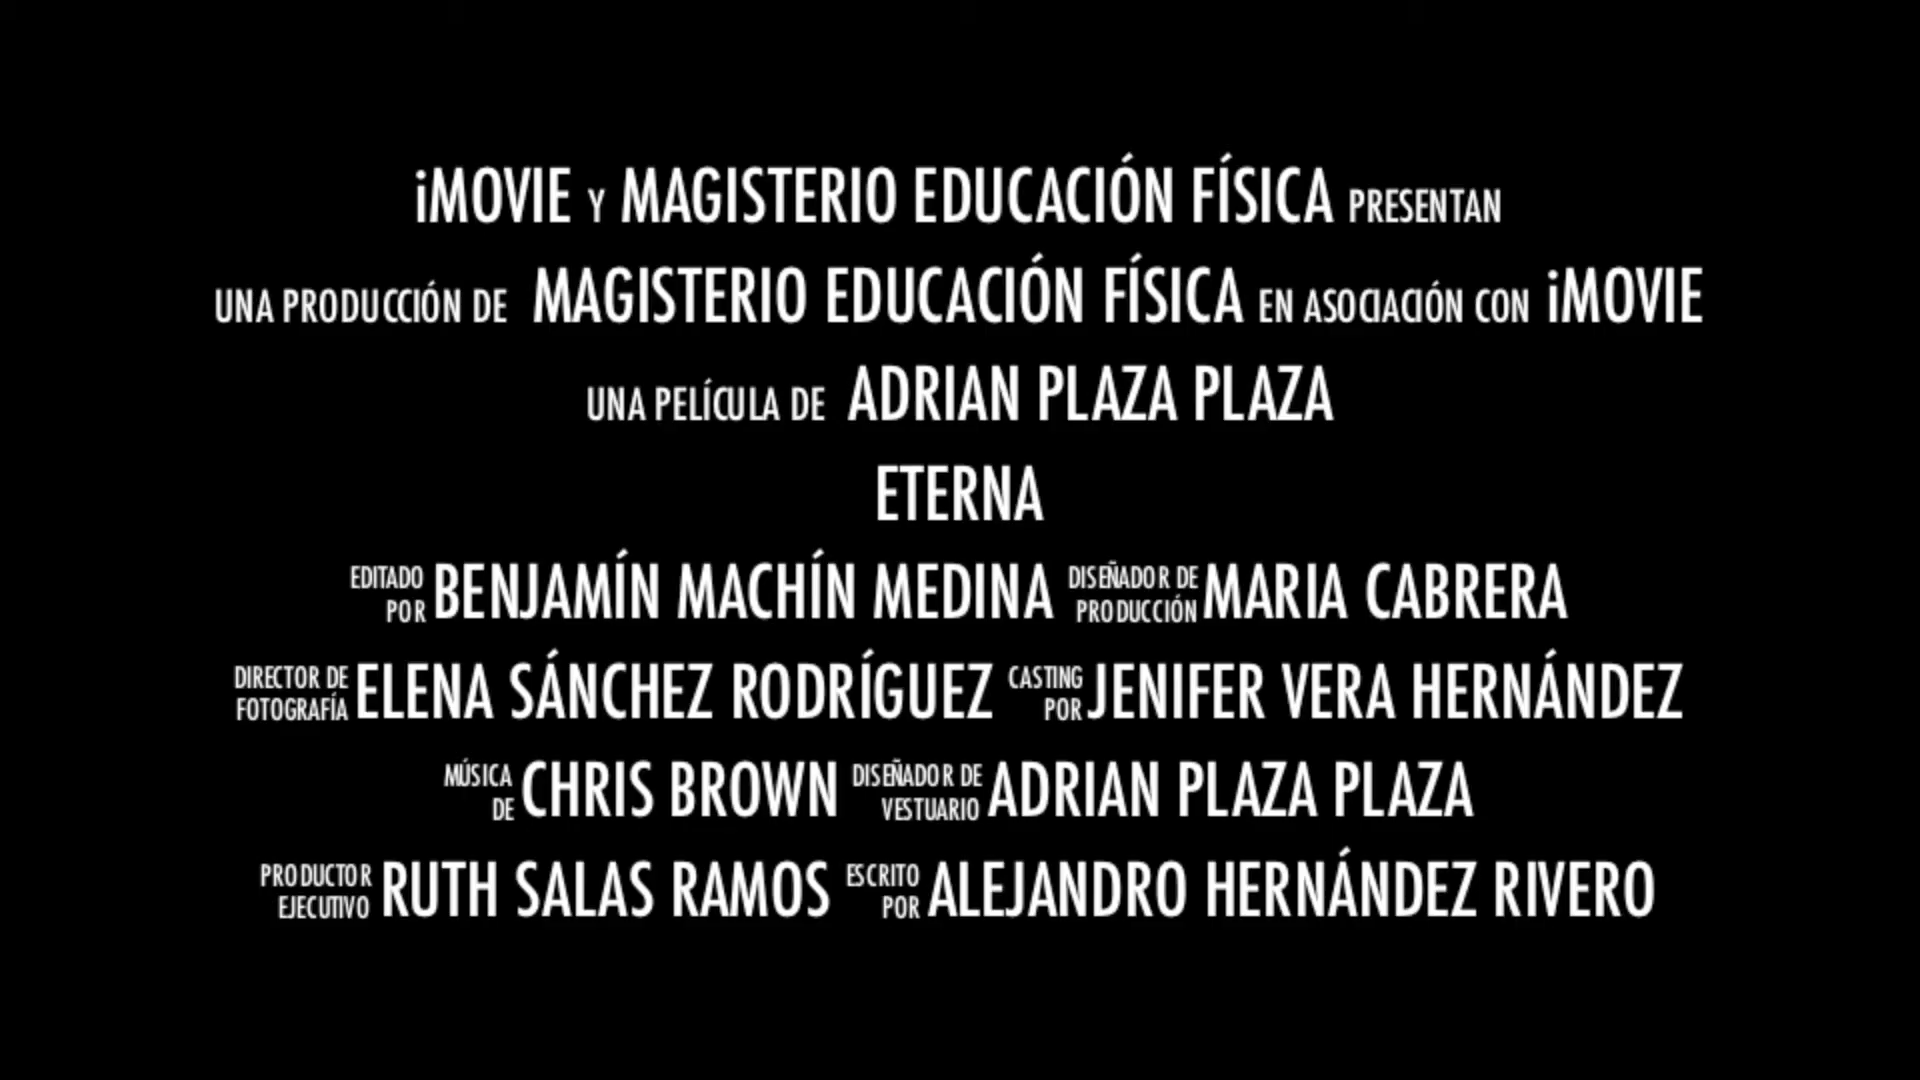 iMOVIE Y MAGISTERIO EDUCACIÓN FÍSICA PRESENTAN
UNA PRODUCCIÓN DE MAGISTERIO EDUCACIÓN FÍSICA EN ASOCIACIÓN CON iMOVIE
UNA PELÍCULA DE ADRIAN PLAZA PLAZA
ETERNA
EDITADO POR BENJAMÍN MACHÍN MEDINA DISEÑADOR DE PRODUCCIÓN MARIA CABRERA
DIRECTOR DE FOTOGRAFÍA ELENA SÁNCHEZ RODRÍGUEZ CASTING POR JENIFER VERA HERNÁNDEZ
MÚSICA DE CHRIS BROWN DISEÑADOR DE VESTUARIO ADRIAN PLAZA PLAZA
PRODUCTOR EJECUTIVO RUTH SALAS RAMOS ESCRITO POR ALEJANDRO HERNÁNDEZ RIVERO